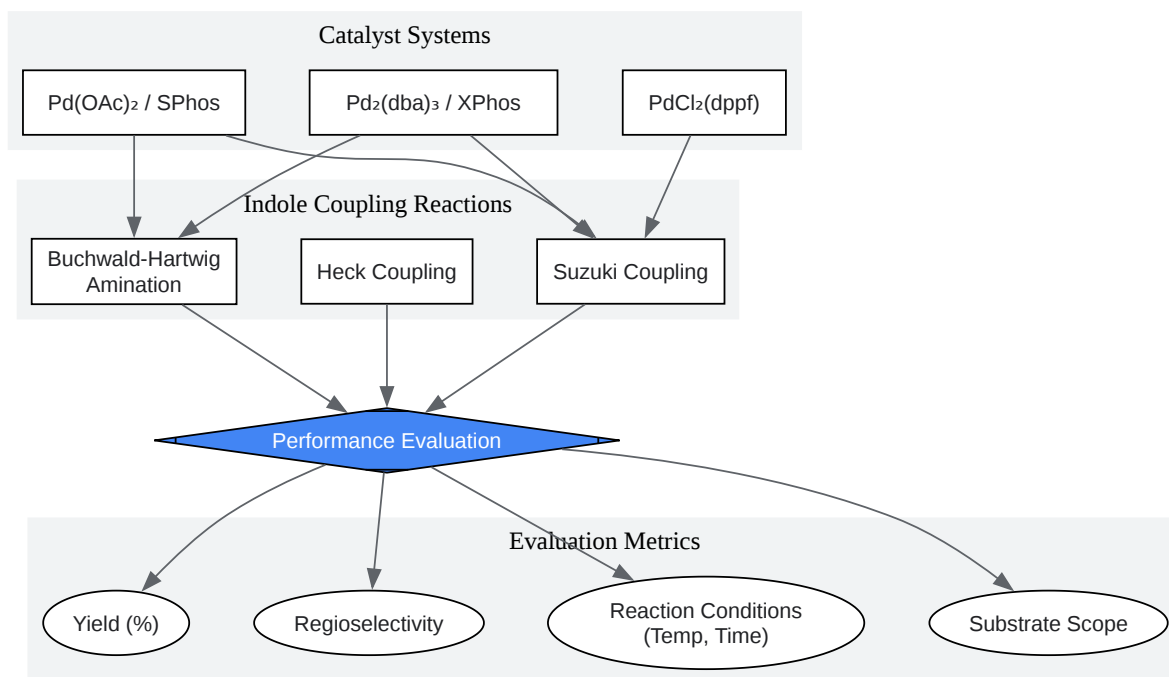 Catalyst Systems
Pd(OAc)₂ / SPhos
Pd₂(dba)₃ / XPhos
PdCl₂(dppf)
Indole Coupling Reactions
Buchwald-Hartwig
Amination
Heck Coupling
Suzuki Coupling
Performance Evaluation
Evaluation Metrics
Yield (%)
Regioselectivity
Reaction Conditions
(Temp, Time)
Substrate Scope